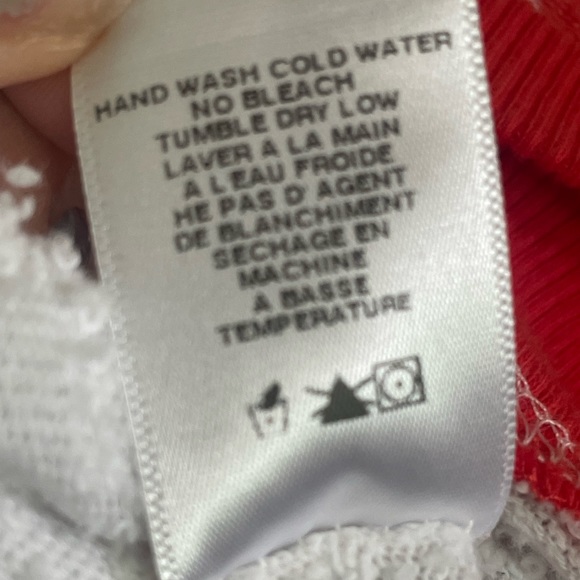 HAND WASH COLD WATER
NO BLEACH
TUMBLE DRY LOW
LAVER A LA MAIN
A L'EAU FROIDE
HE PAS D' AGENT
DE BLANCHIMENT
SECHAGE EN
MACHINE
A BASSE
TEMPERATURE